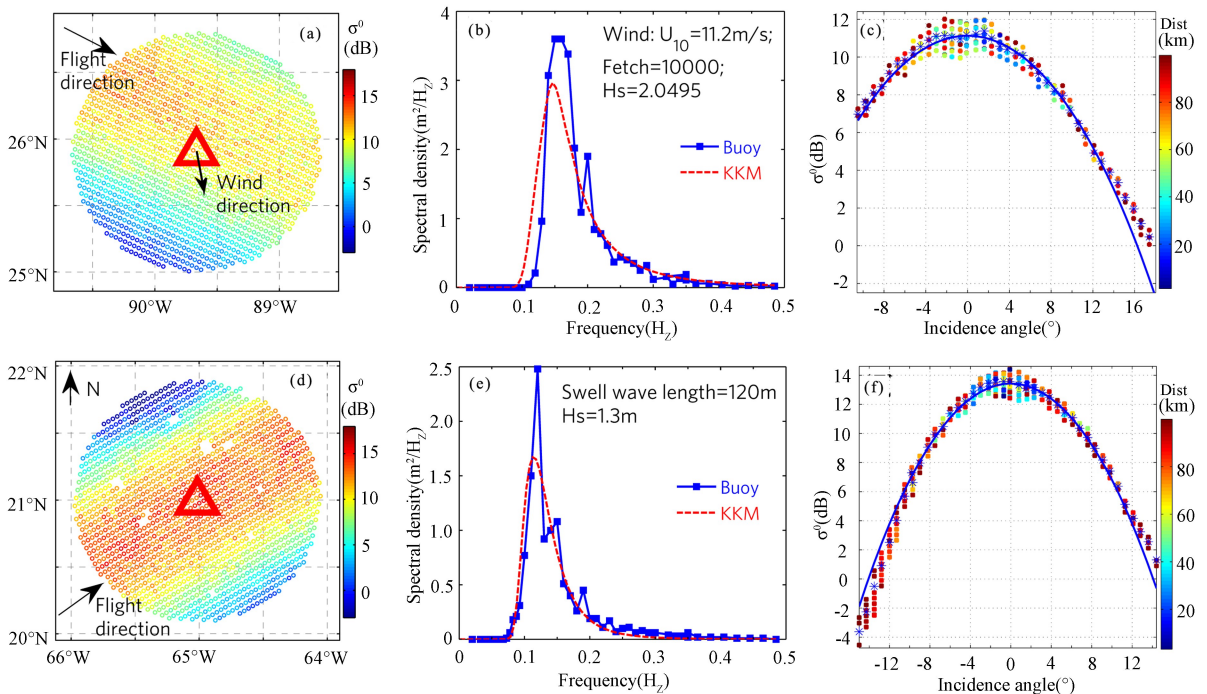 (a)
σ⁰
(dB)
Flight
direction
15
10
5
0
26°N
Wind
direction
25°N
90°W
89°W
(b)
Wind: U₁₀=11.2m/s;
Fetch=10000;
Hs=2.0495
Buoy
KKM
Spectral density(m²/H_Z)
4
3
2
1
0
0
0.1
0.2
0.3
0.4
0.5
Frequency(H_Z)
(c)
Dist
(km)
σ⁰(dB)
12
10
8
6
4
2
0
-2
-8
-4
0
4
8
12
16
Incidence angle(°)
80
60
40
20
(d)
N
σ⁰
(dB)
15
10
5
0
22°N
21°N
20°N
Flight
direction
66°W
65°W
64°W
(e)
Swell wave length=120m
Hs=1.3m
Buoy
KKM
Spectral density(m²/H_Z)
2.5
2.0
1.5
1.0
0.5
0
0
0.1
0.2
0.3
0.4
0.5
Frequency(H_Z)
(f)
Dist
(km)
σ⁰(dB)
14
12
10
8
6
4
2
0
-2
-4
-12
-8
-4
0
4
8
12
Incidence angle(°)
80
60
40
20